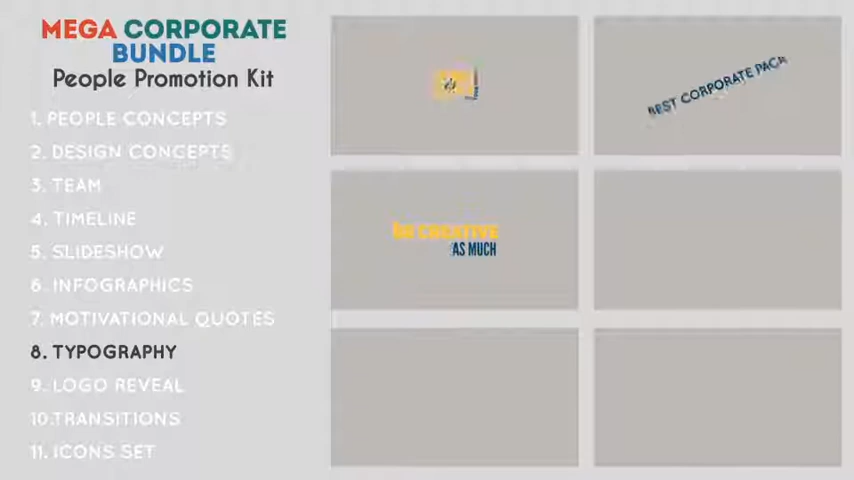 MEGA CORPORATE
BUNDLE
People Promotion Kit
1. PEOPLE CONCEPTS
2. DESIGN CONCEPTS
3. TEAM
4. TIMELINE
5. SLIDESHOW
6. INFOGRAPHICS
7. MOTIVATIONAL QUOTES
8. TYPOGRAPHY
9. LOGO REVEAL
10.TRANSITIONS
11. ICONS SET
BEST CORPORATE PACK
CREATIVE
AS MUCH